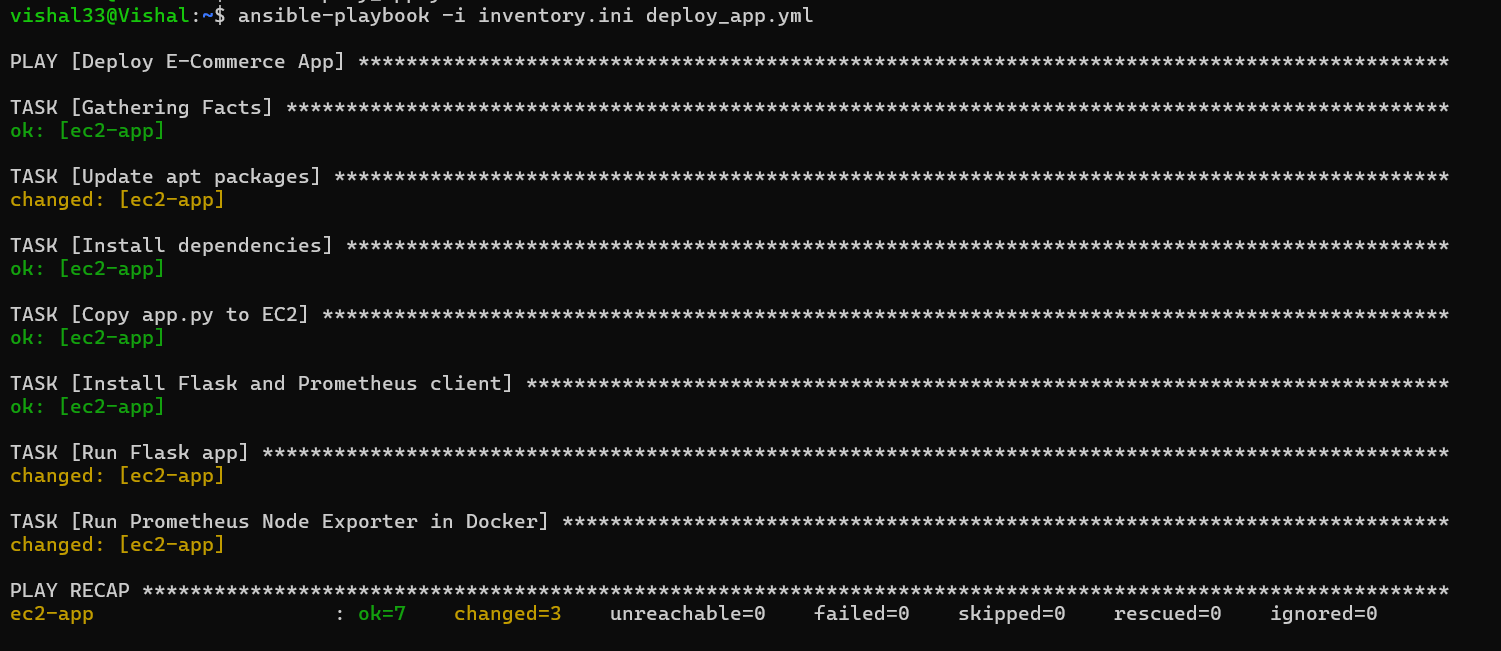 vishal33@Vishal:~$ ansible-playbook -i inventory.ini deploy_app.yml
PLAY [Deploy E-Commerce App] *******************************************************************************************
TASK [Gathering Facts] *************************************************************************************************
ok: [ec2-app]
TASK [Update apt packages] *********************************************************************************************
changed: [ec2-app]
TASK [Install dependencies] ********************************************************************************************
ok: [ec2-app]
TASK [Copy app.py to EC2] **********************************************************************************************
ok: [ec2-app]
TASK [Install Flask and Prometheus client] *****************************************************************************
ok: [ec2-app]
TASK [Run Flask app] ***************************************************************************************************
changed: [ec2-app]
TASK [Run Prometheus Node Exporter in Docker] **************************************************************************
changed: [ec2-app]
PLAY RECAP *************************************************************************************************************
ec2-app                    : ok=7    changed=3    unreachable=0    failed=0    skipped=0    rescued=0    ignored=0